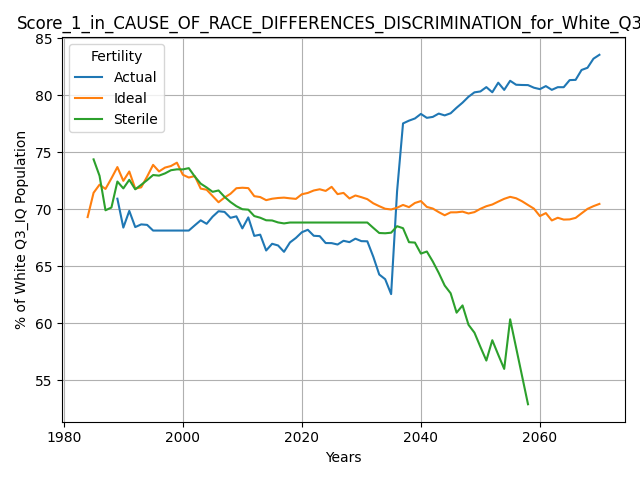 Score_1_in_CAUSE_OF_RACE_DIFFERENCES_DISCRIMINATION_for_White_Q3
85
80
75
70
65
60
55
% of White Q3_IQ Population
Fertility
Actual
Ideal
Sterile
1980
2000
2020
2040
2060
Years